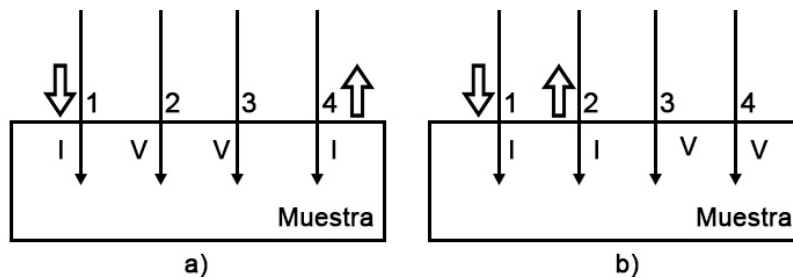 1 2 3 4
I V V I
Muestra
a)
1 2 3 4
I I V V
Muestra
b)